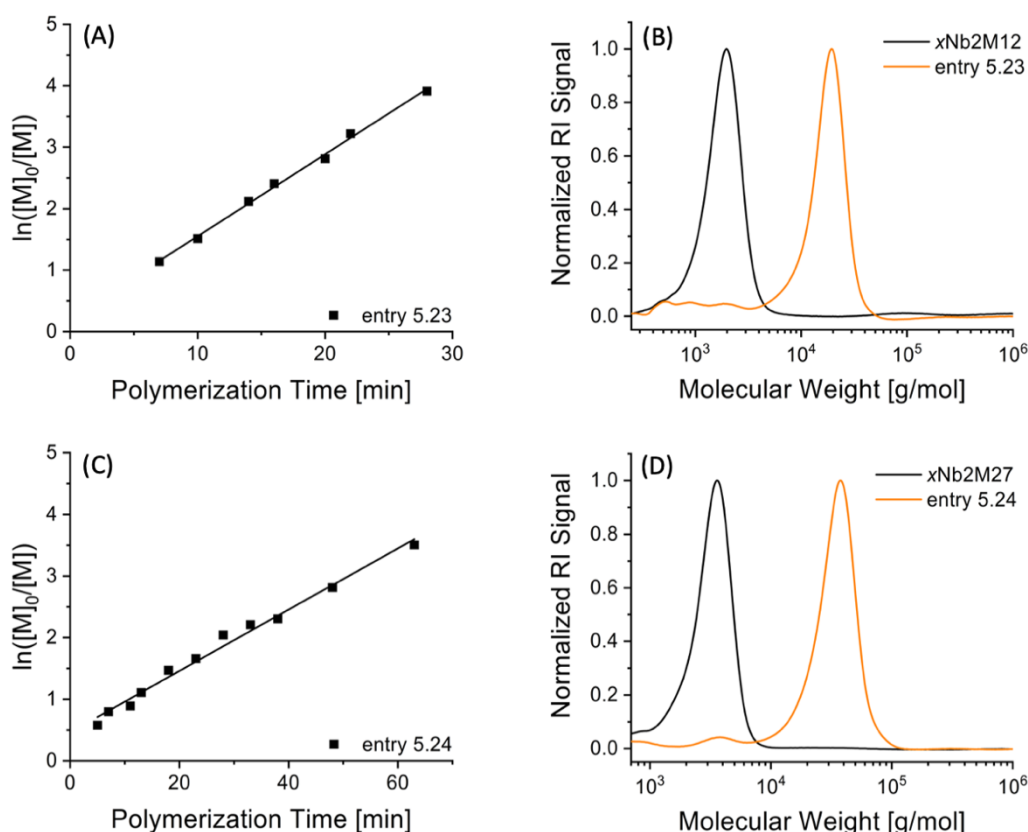 (A)
ln([M]₀/[M])
5
4
3
2
1
0
0 10 20 30
entry 5.23
Polymerization Time [min]
(B)
Normalized RI Signal
1.0
0.8
0.6
0.4
0.2
0.0
10³ 10⁴ 10⁵ 10⁶
xNb2M12
entry 5.23
Molecular Weight [g/mol]
(C)
ln([M]₀/[M])
5
4
3
2
1
0
0 20 40 60
entry 5.24
Polymerization Time [min]
(D)
Normalized RI Signal
1.0
0.8
0.6
0.4
0.2
0.0
10³ 10⁴ 10⁵ 10⁶
xNb2M27
entry 5.24
Molecular Weight [g/mol]